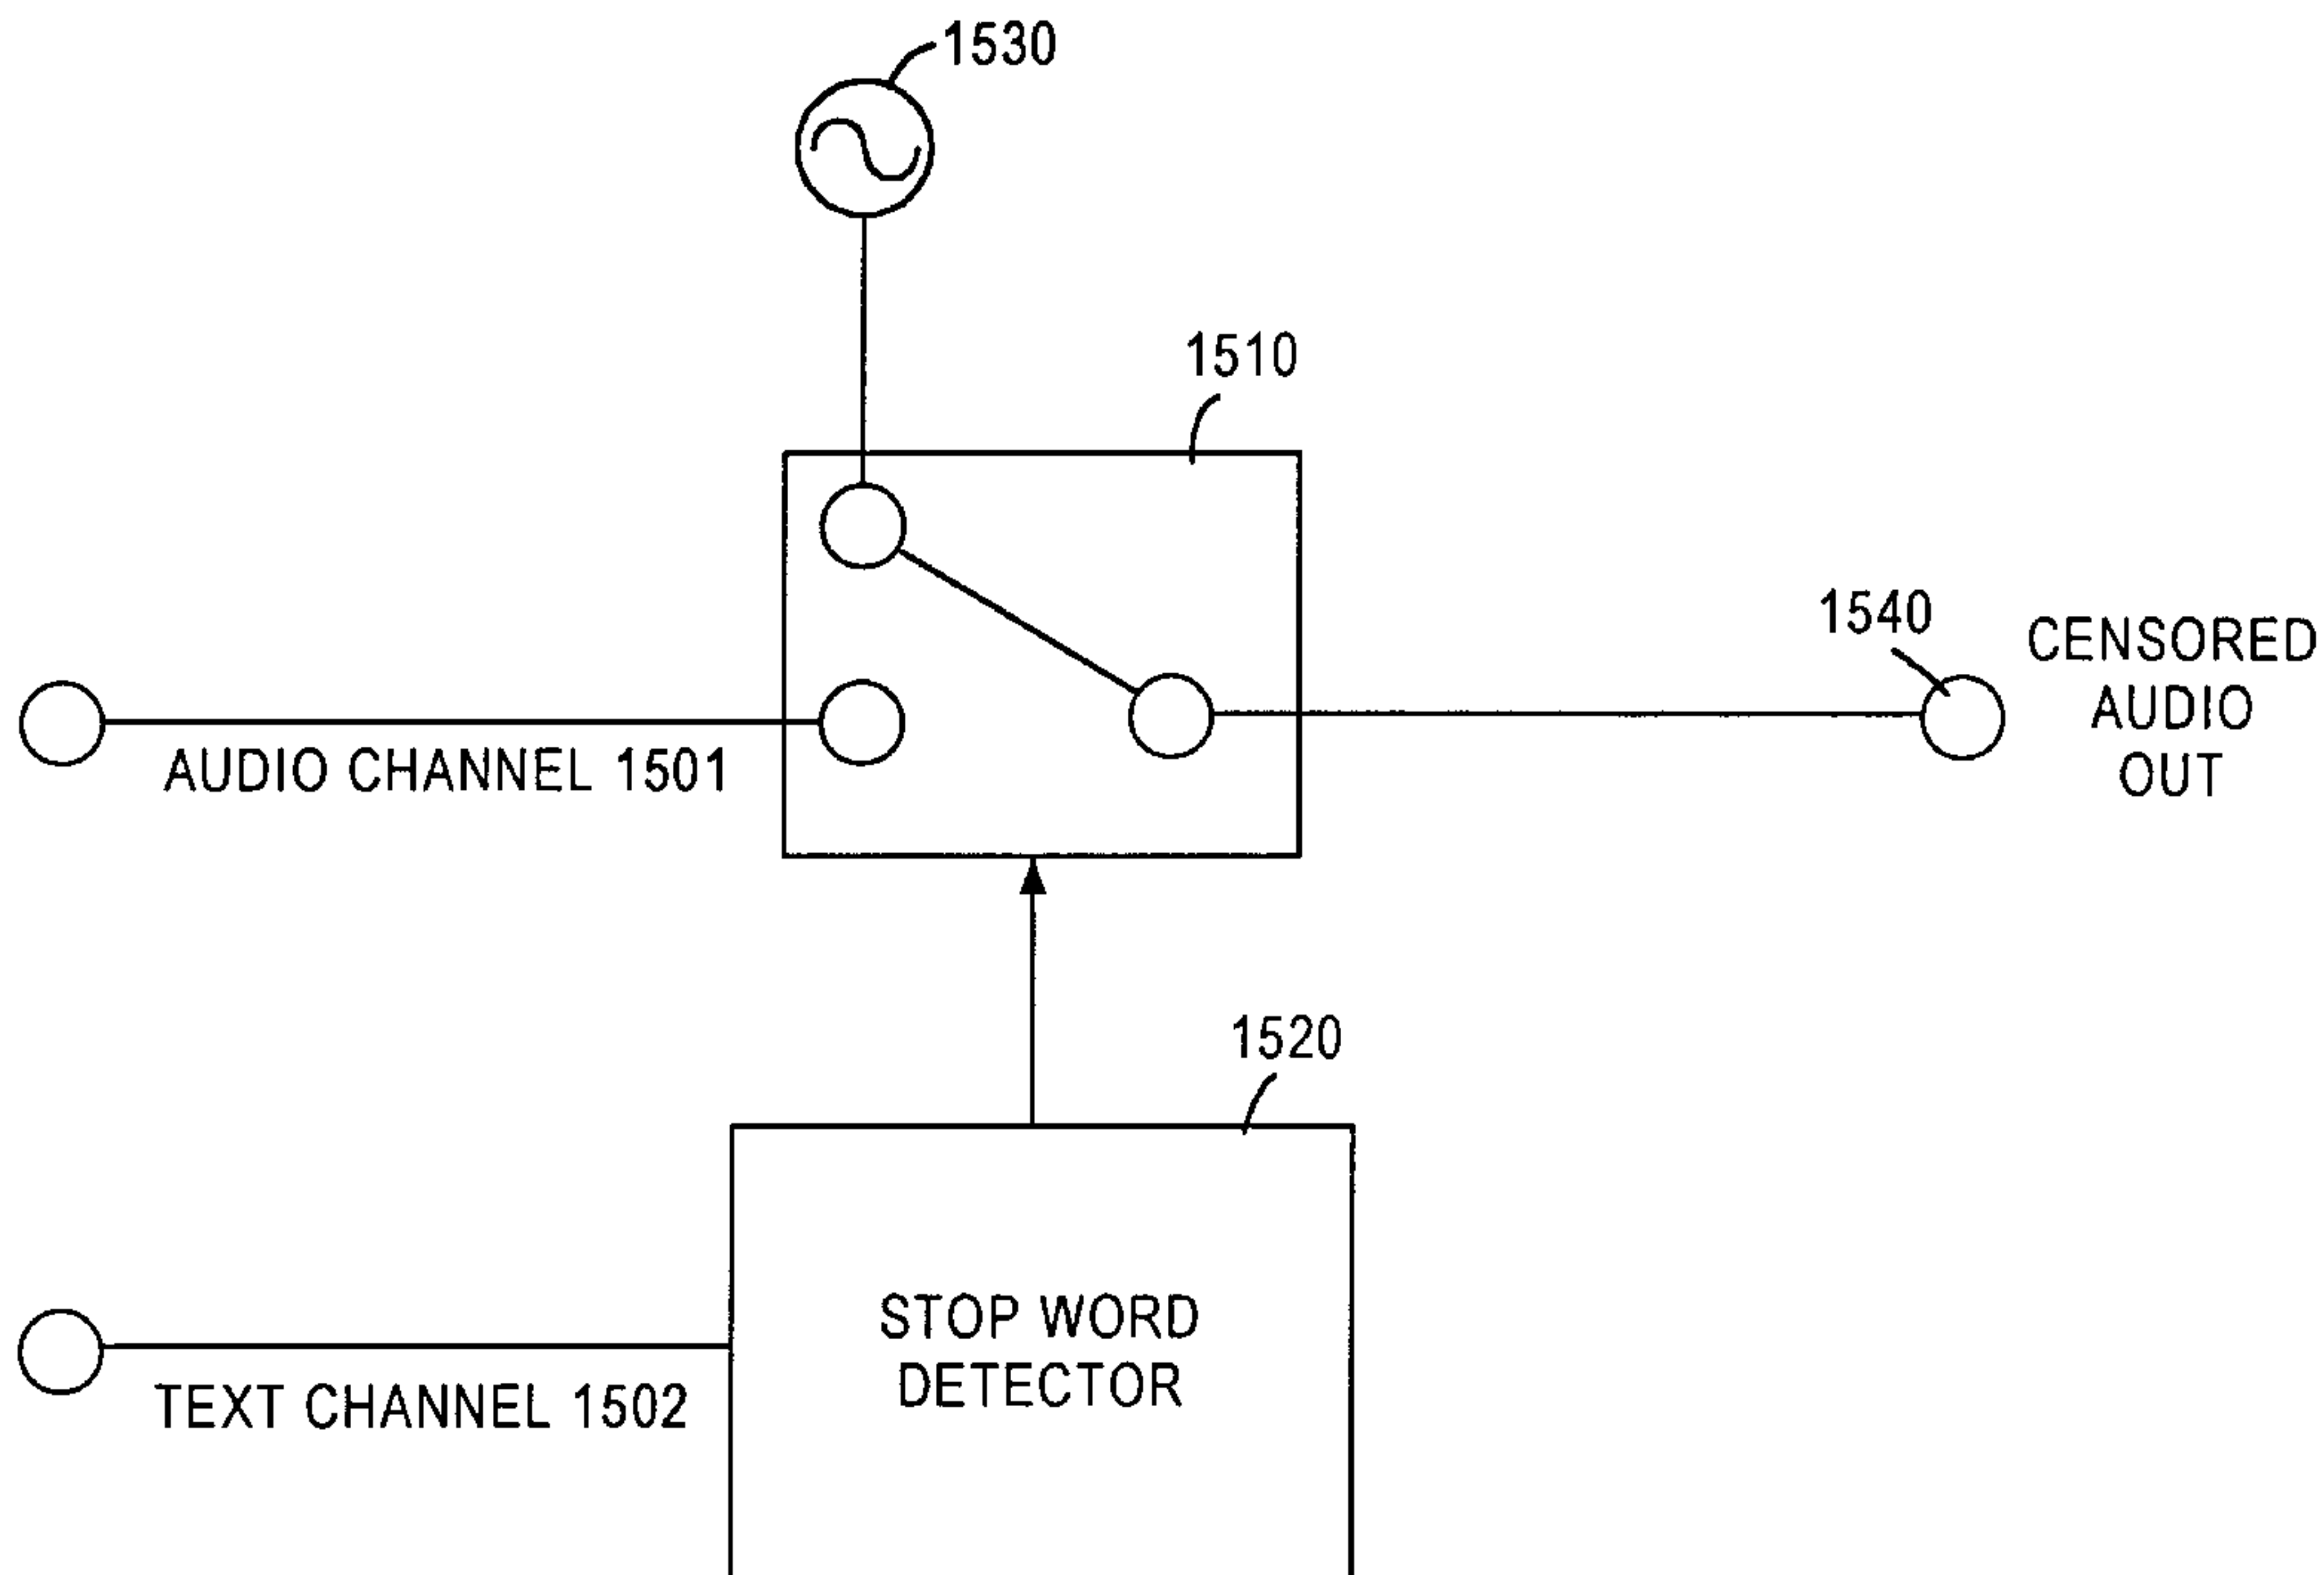 1530
1510
1540
CENSORED
AUDIO
OUT
AUDIO CHANNEL 1501
1520
STOP WORD
DETECTOR
TEXT CHANNEL 1502